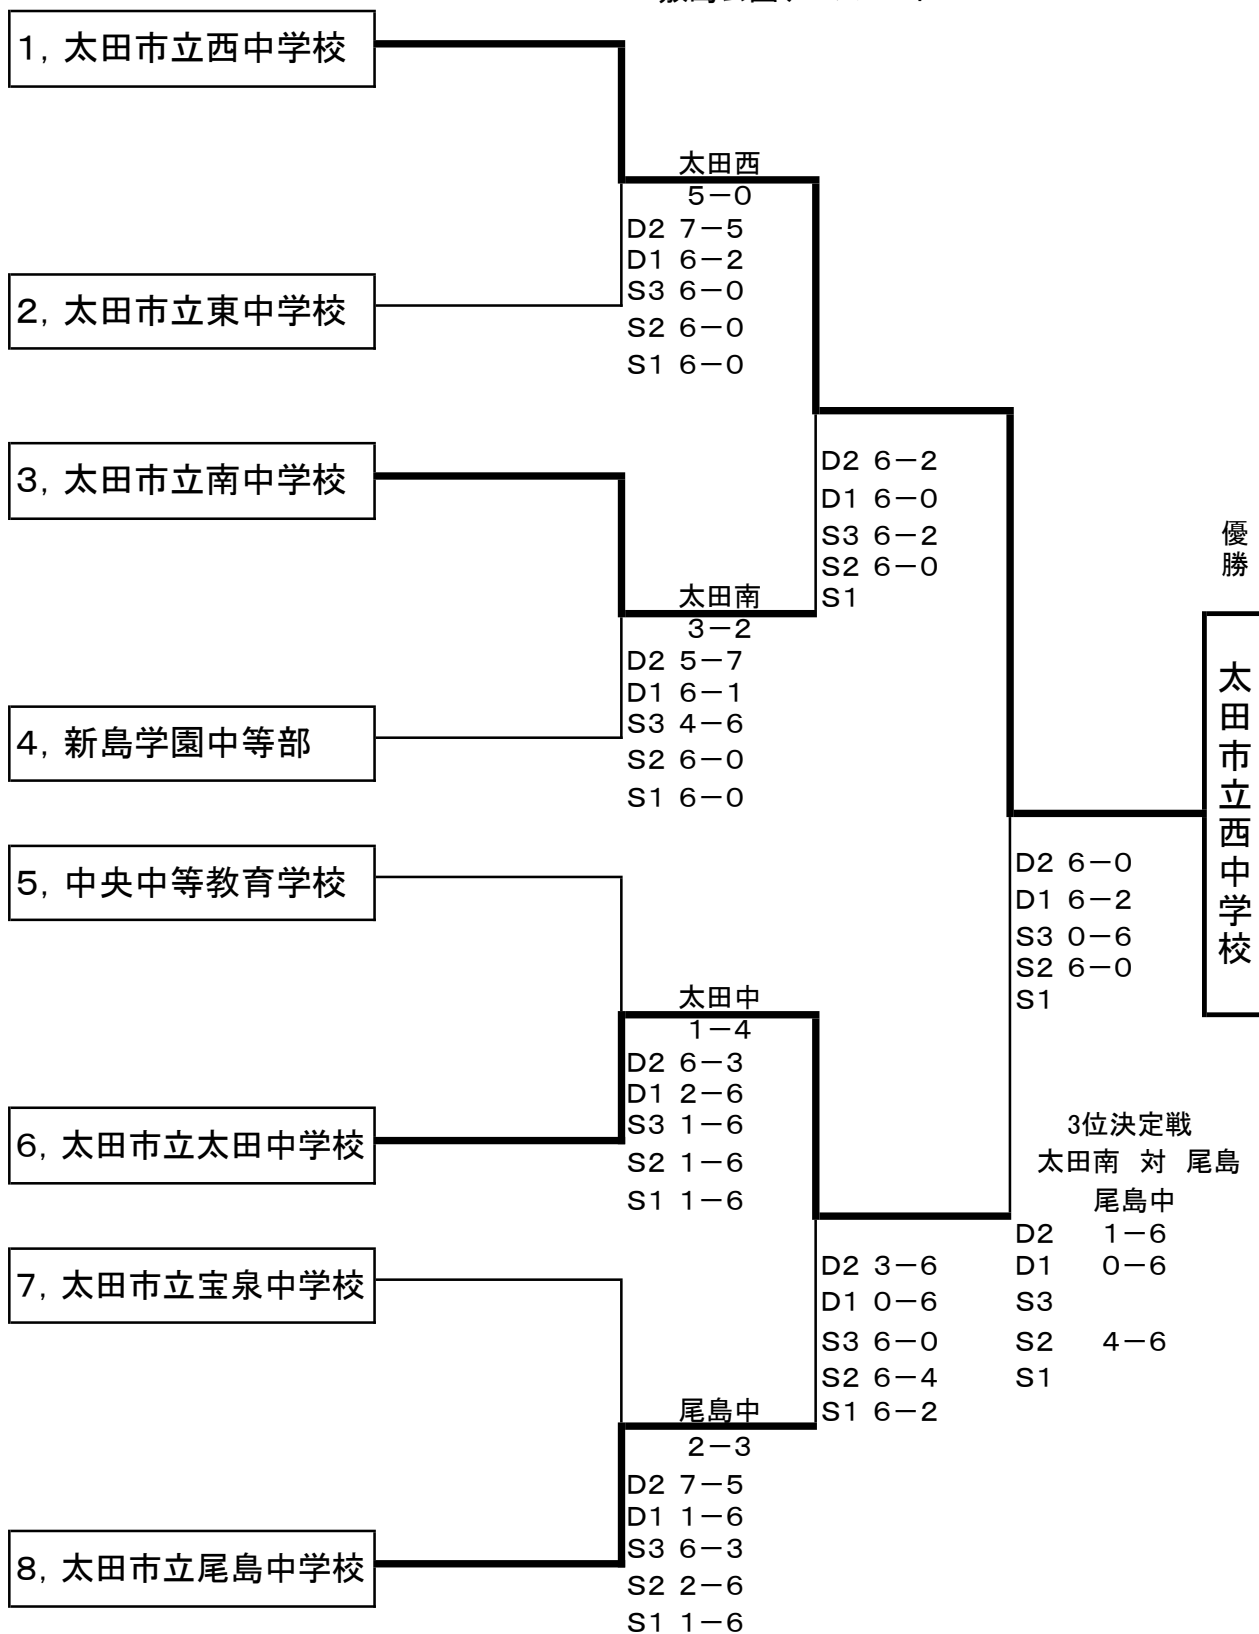 1, 太田市立西中学校
太田西
5－0
D2 7－5
D1 6－2
S3 6－0
S2 6－0
S1 6－0
2, 太田市立東中学校
3, 太田市立南中学校
太田南
3－2
D2 5－7
D1 6－1
S3 4－6
S2 6－0
S1 6－0
4, 新島学園中等部
D2 6－2
D1 6－0
S3 6－2
S2 6－0
S1
5, 中央中等教育学校
太田中
1－4
D2 6－3
D1 2－6
S3 1－6
S2 1－6
S1 1－6
6, 太田市立太田中学校
7, 太田市立宝泉中学校
尾島中
2－3
D2 7－5
D1 1－6
S3 6－3
S2 2－6
S1 1－6
8, 太田市立尾島中学校
D2 3－6
D1 0－6
S3 6－0
S2 6－4
S1 6－2
D2 6－0
D1 6－2
S3 0－6
S2 6－0
S1
優勝
太田市立西中学校
3位決定戦
太田南 対 尾島
尾島中
D2 1－6
D1 0－6
S3
S2 4－6
S1